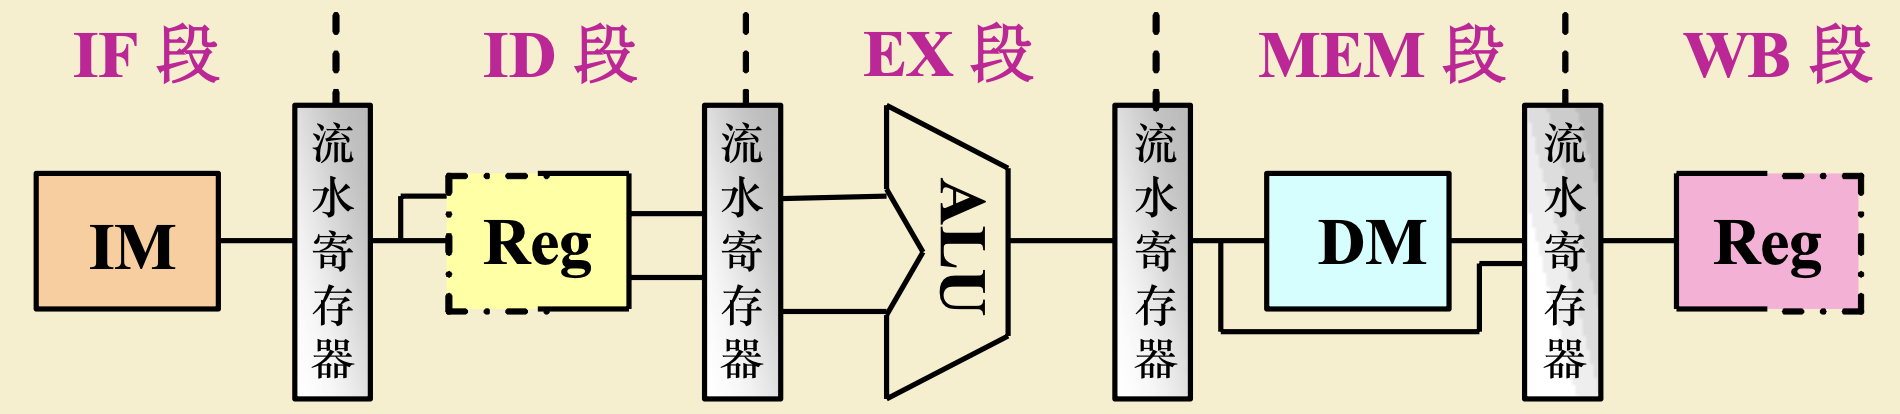 IF 段
ID 段
EX 段
MEM 段
WB 段
IM
流水寄存器
Reg
流水寄存器
ALU
流水寄存器
DM
流水寄存器
Reg